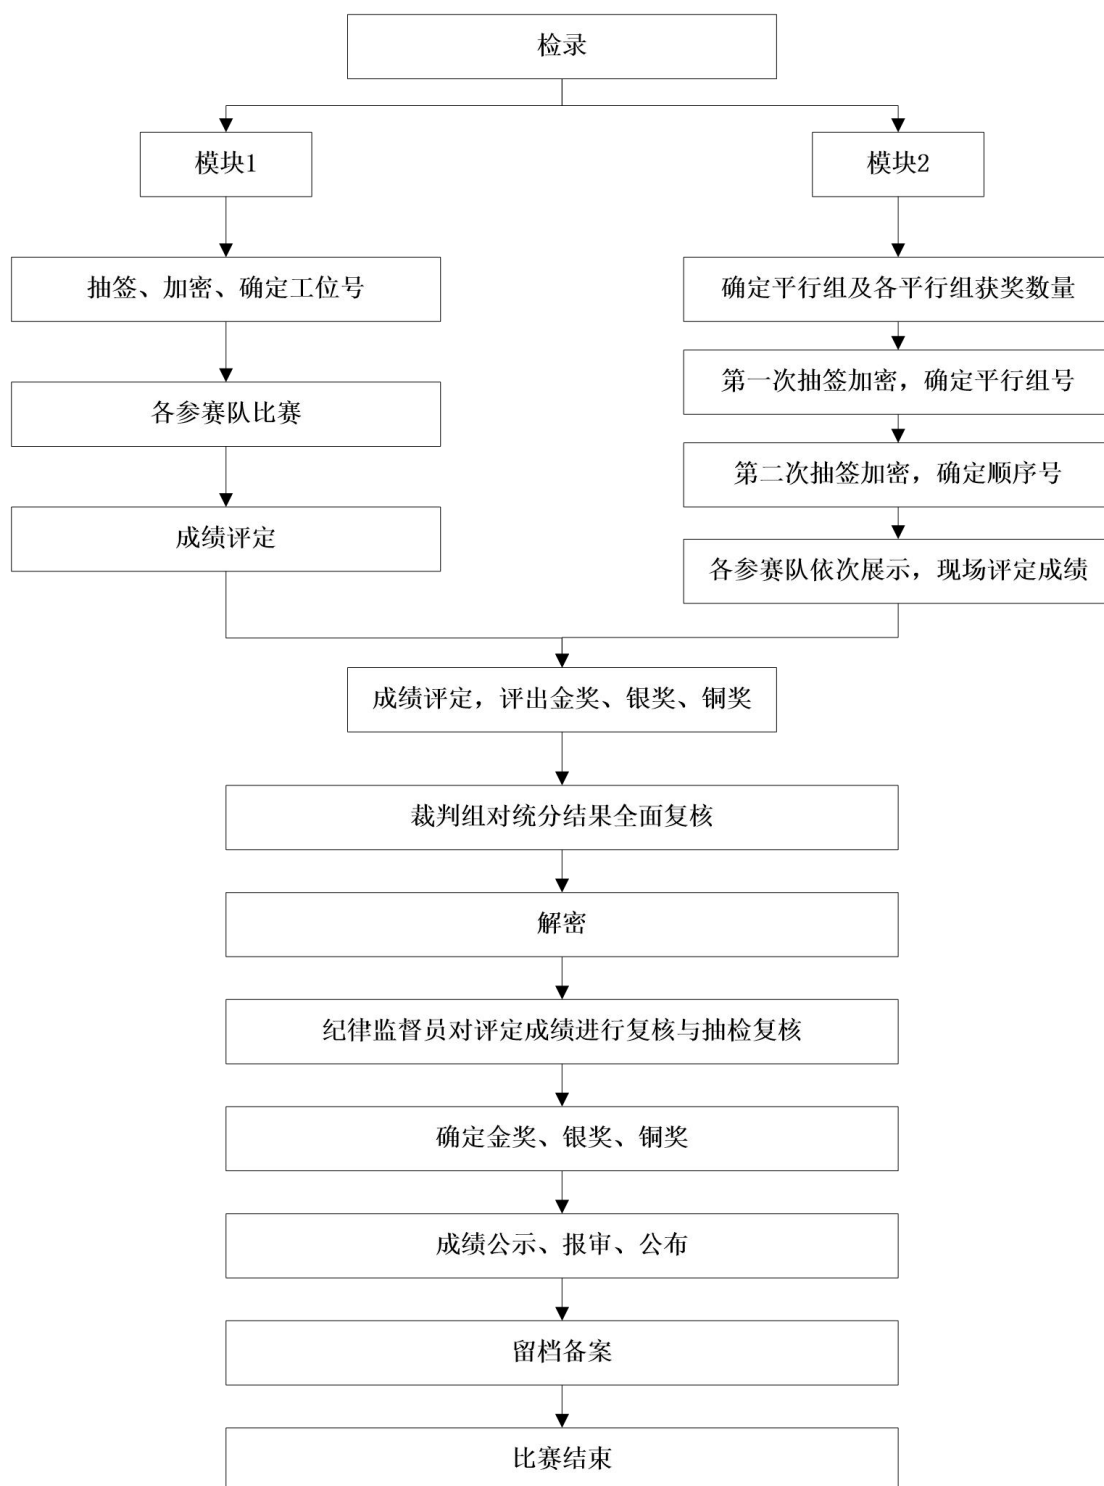 检录
模块1
模块2
抽签、加密、确定工位号
确定平行组及各平行组获奖数量
第一次抽签加密，确定平行组号
各参赛队比赛
第二次抽签加密，确定顺序号
成绩评定
各参赛队依次展示，现场评定成绩
成绩评定，评出金奖、银奖、铜奖
裁判组对统分结果全面复核
解密
纪律监督员对评定成绩进行复核与抽检复核
确定金奖、银奖、铜奖
成绩公示、报审、公布
留档备案
比赛结束